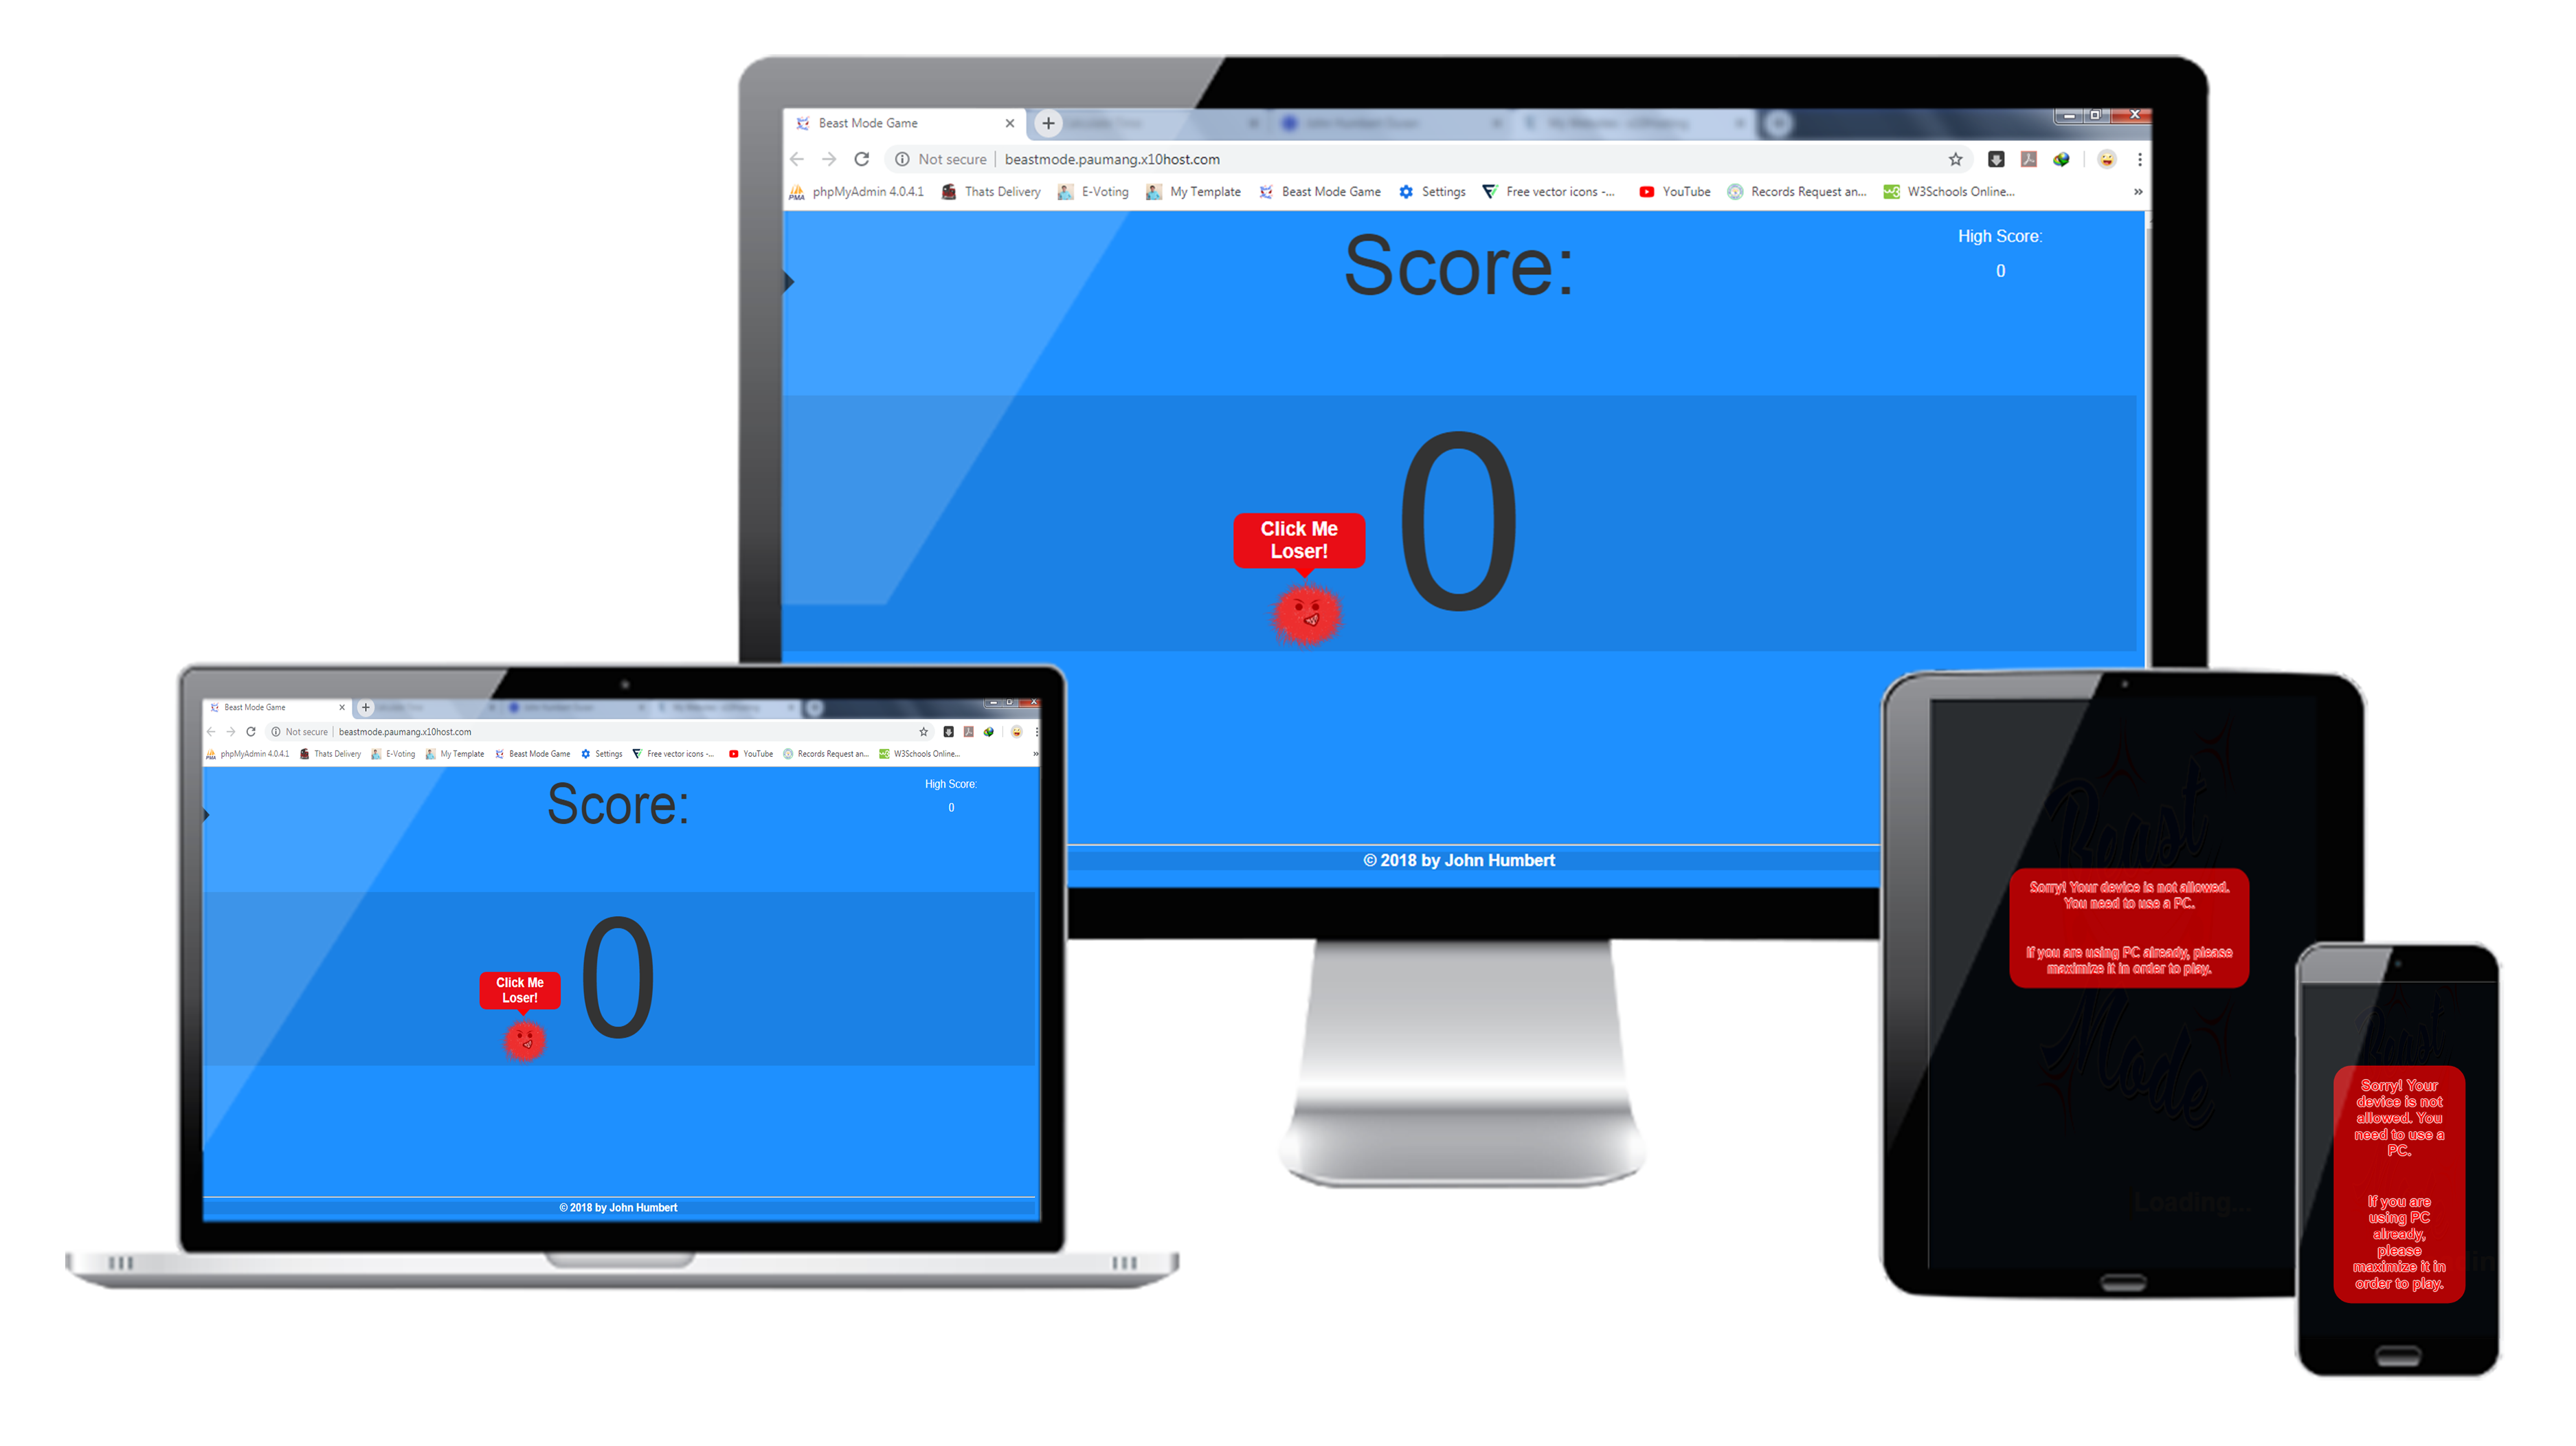 Beast Mode Game
Not secure | beastmode.paumang.x10host.com
PMA phpMyAdmin 4.0.4.1 Thats Delivery E-Voting My Template Beast Mode Game Settings Free vector icons -... YouTube Records Request an... W3Schools Online... »
Score:
High Score:
0
0
Click Me
Loser!
© 2018 by John Humbert
Beast Mode Game
Not secure | beastmode.paumang.x10host.com
PMA phpMyAdmin 4.0.4.1 Thats Delivery E-Voting My Template Beast Mode Game Settings Free vector icons -... YouTube Records Request an... W3Schools Online... »
Score:
High Score:
0
0
Click Me
Loser!
© 2018 by John Humbert
Beast
Sorry! Your device is not allowed.
You need to use a PC.
If you are using PC already, please
maximize it in order to play.
Mode
Loading...
Beast
Sorry! Your
device is not
allowed. You
need to use a
PC.
If you are
using PC
already,
please
maximize it in
order to play.